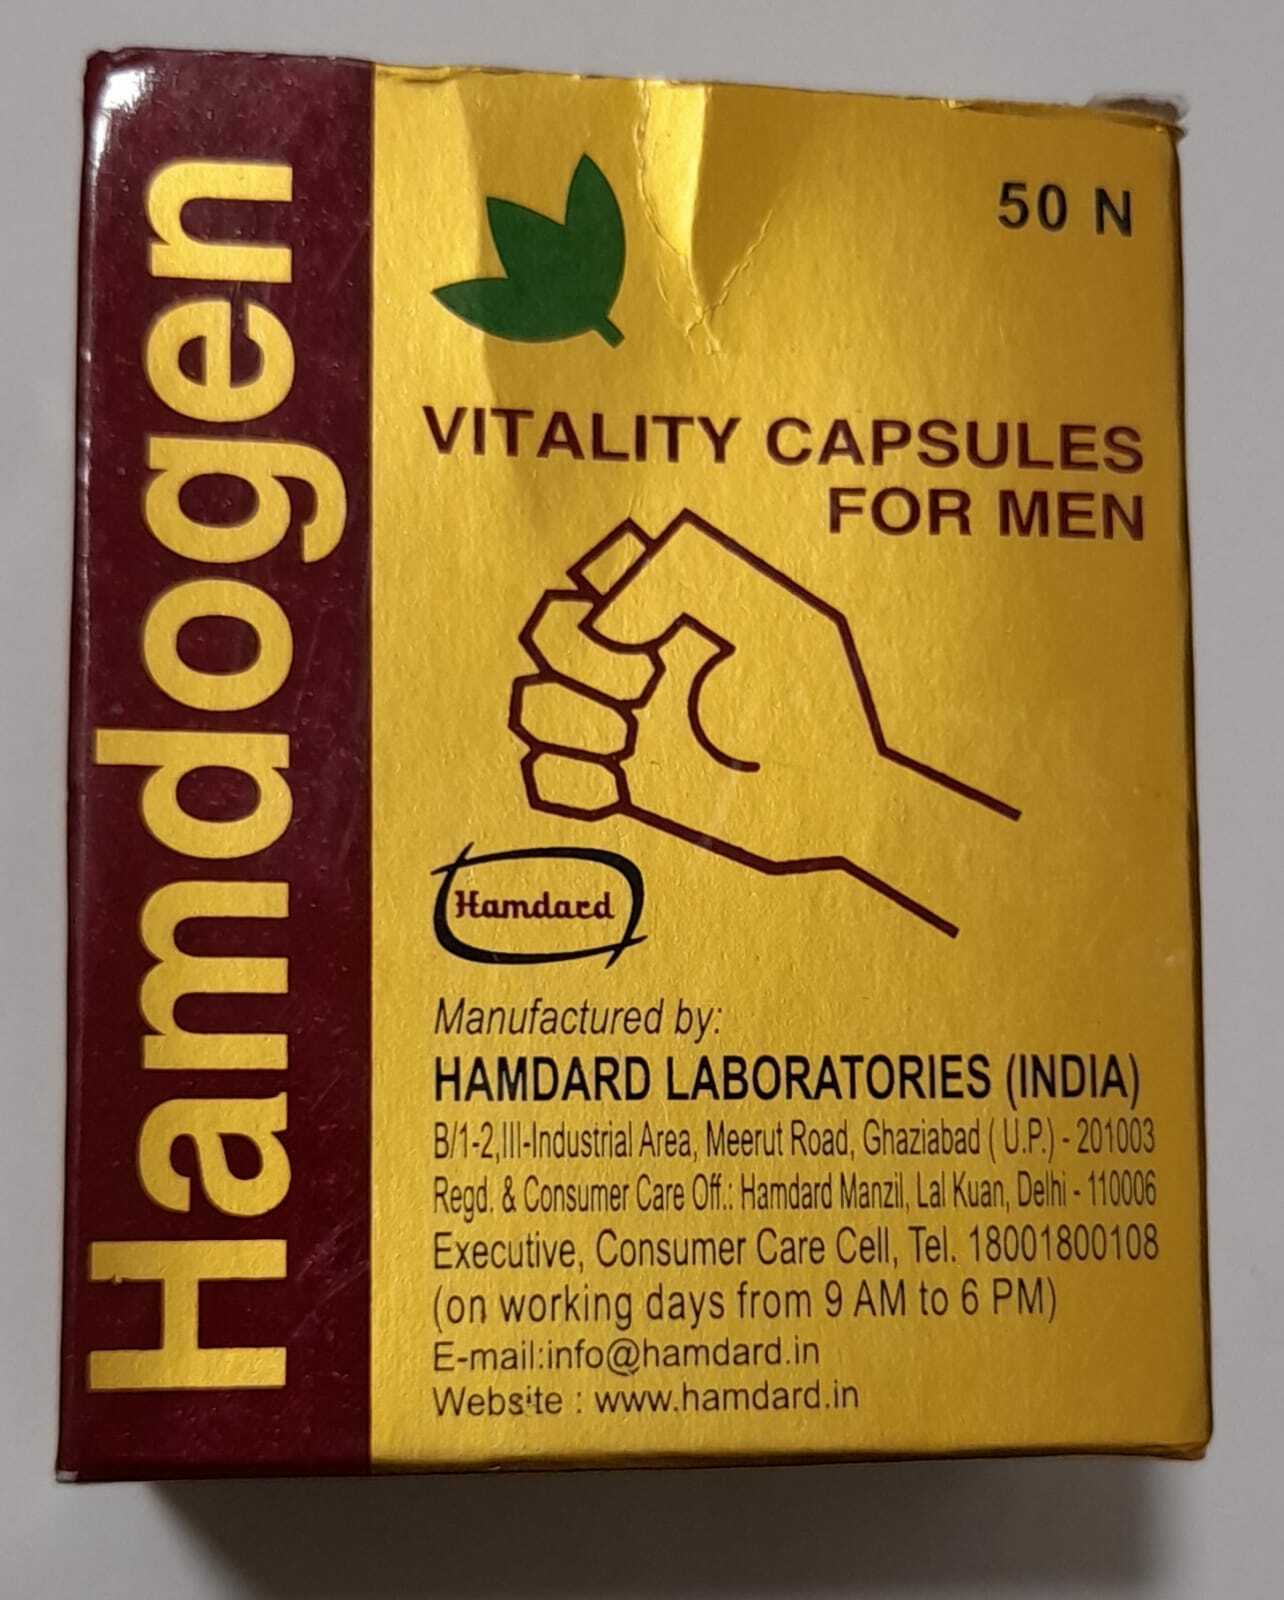 Hamdogen
50 N
VITALITY CAPSULES
FOR MEN
Hamdard
Manufactured by:
HAMDARD LABORATORIES (INDIA)
B/1-2,III-Industrial Area, Meerut Road, Ghaziabad ( U.P.) - 201003
Regd. & Consumer Care Off.: Hamdard Manzil, Lal Kuan, Delhi - 110006
Executive, Consumer Care Cell, Tel. 18001800108
(on working days from 9 AM to 6 PM)
E-mail:info@hamdard.in
Website : www.hamdard.in